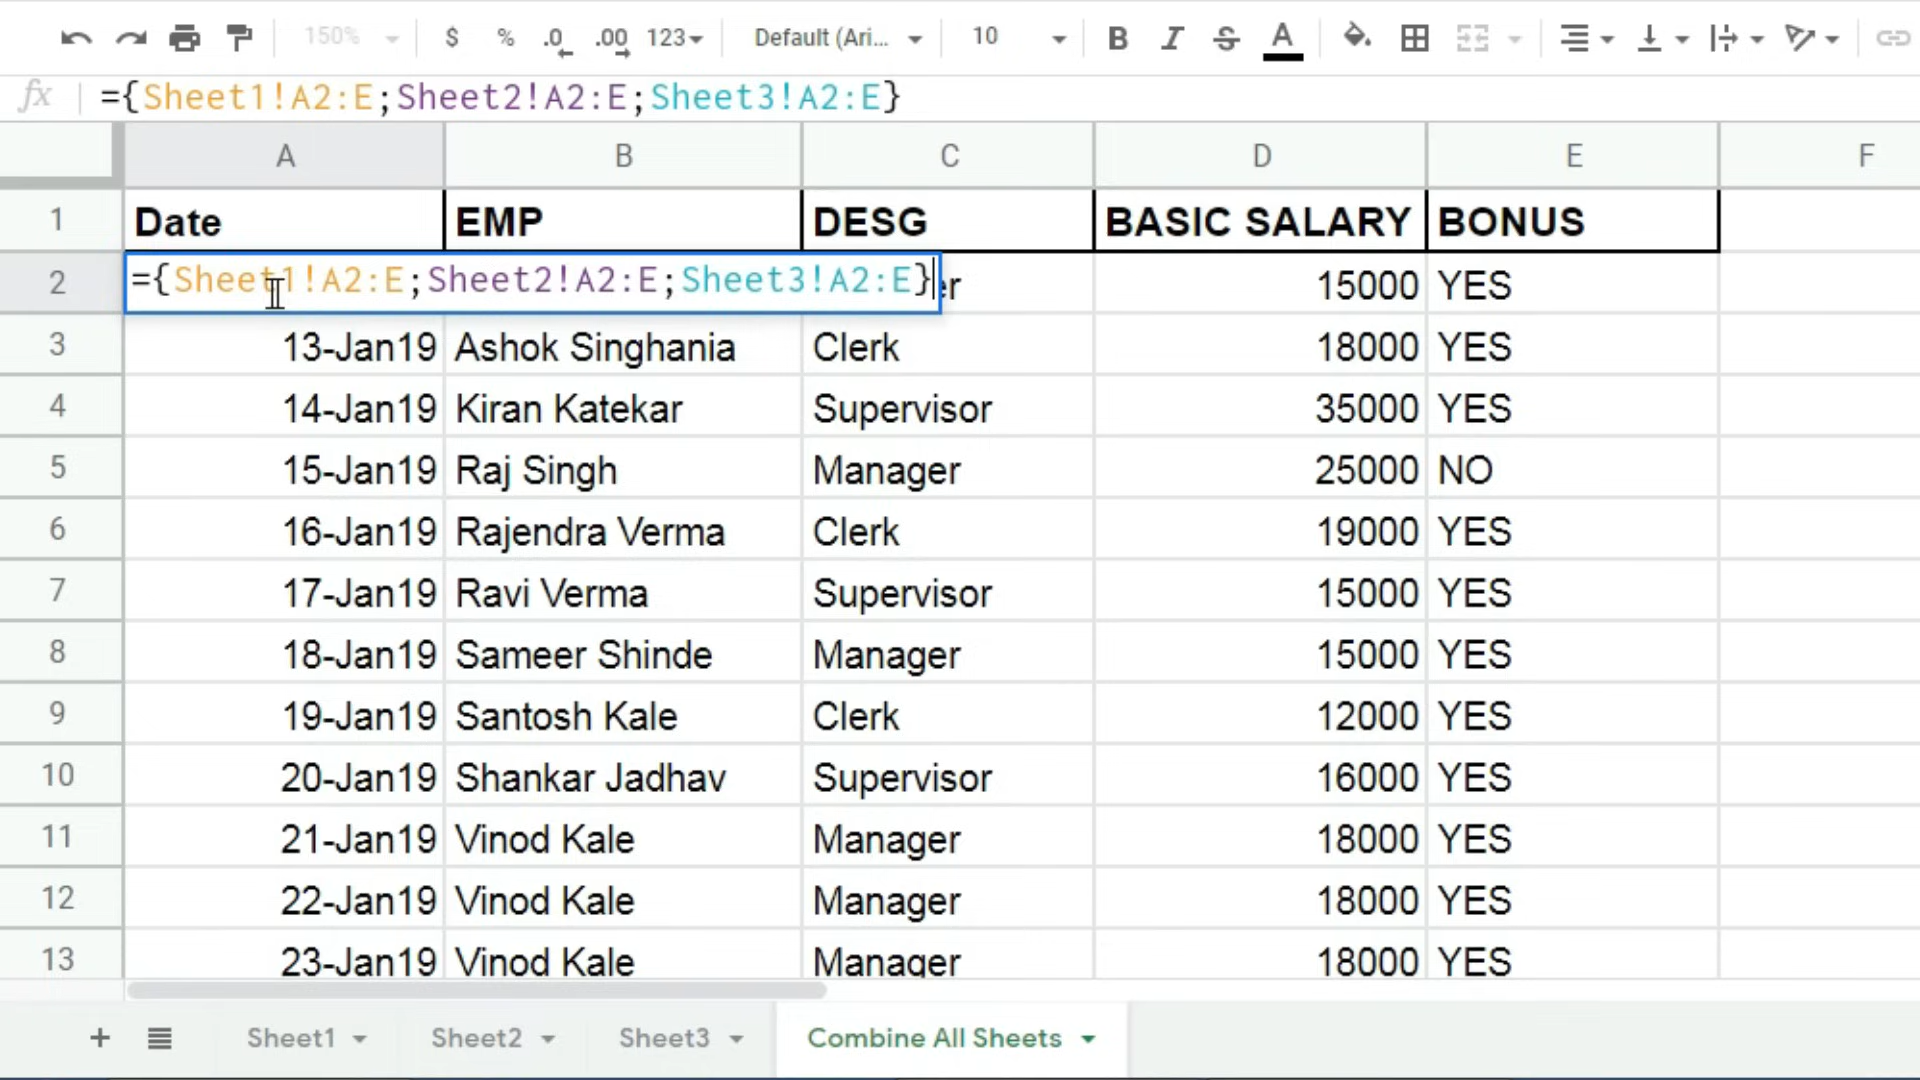 150% $ % .0 .00 123 Default (Ari... 10 B I S A
fx ={Sheet1!A2:E;Sheet2!A2:E;Sheet3!A2:E}
A B C D E F
1 Date EMP DESG BASIC SALARY BONUS
2 ={Sheet1!A2:E;Sheet2!A2:E;Sheet3!A2:E} er 15000 YES
3 13-Jan19 Ashok Singhania Clerk 18000 YES
4 14-Jan19 Kiran Katekar Supervisor 35000 YES
5 15-Jan19 Raj Singh Manager 25000 NO
6 16-Jan19 Rajendra Verma Clerk 19000 YES
7 17-Jan19 Ravi Verma Supervisor 15000 YES
8 18-Jan19 Sameer Shinde Manager 15000 YES
9 19-Jan19 Santosh Kale Clerk 12000 YES
10 20-Jan19 Shankar Jadhav Supervisor 16000 YES
11 21-Jan19 Vinod Kale Manager 18000 YES
12 22-Jan19 Vinod Kale Manager 18000 YES
13 23-Jan19 Vinod Kale Manager 18000 YES
+ Sheet1 Sheet2 Sheet3 Combine All Sheets